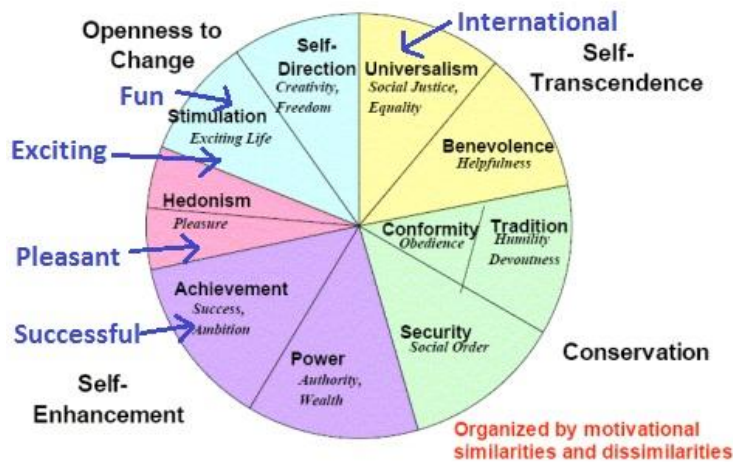 Openness to
Change
Self-
Direction
Creativity,
Freedom
International
Universalism
Social Justice,
Equality
Self-
Transcendence
Fun
Stimulation
Exciting Life
Benevolence
Helpfulness
Exciting
Hedonism
Pleasure
Conformity
Obedience
Tradition
Humility
Devoutness
Pleasant
Achievement
Success,
Ambition
Successful
Security
Social Order
Power
Authority,
Wealth
Conservation
Self-
Enhancement
Organized by motivational
similarities and dissimilarities